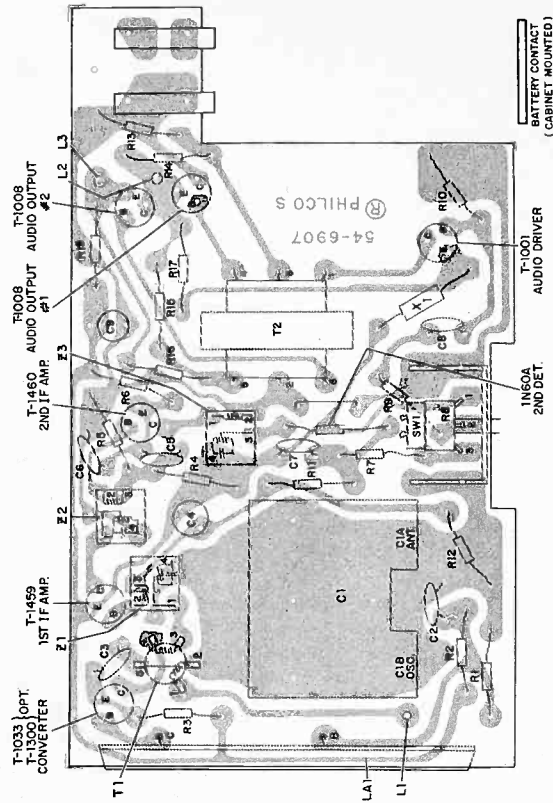 T-1033 } OPT.
T-1300
CONVERTER
T-1459
1ST IF AMP.
T-1460
2ND IF AMP.
T-1008
AUDIO OUTPUT
#1
T-1008
AUDIO OUTPUT
#2
L2
L3
Z1
Z2
Z3
T1
C3
R3
C6
R5
R6
C5
R4
C4
C9
R16
R15
R17
R13
R14
T2
54-6907
® PHILCO S
C1
C1A
ANT.
C1B
OSC.
C7
R11
R7
R9
SW1
R8
C8
X1
R10
R12
C2
R2
R1
LA1
L1
1N60A
2ND DET.
T-1001
AUDIO DRIVER
BATTERY CONTACT
(CABINET MOUNTED)